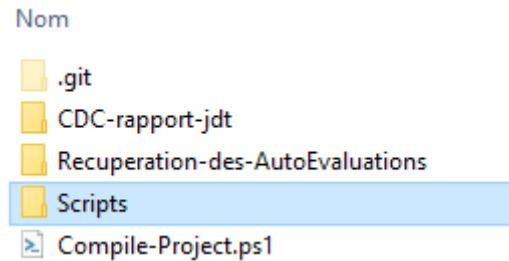 Nom
.git
CDC-rapport-jdt
Recuperation-des-AutoEvaluations
Scripts
Compile-Project.ps1